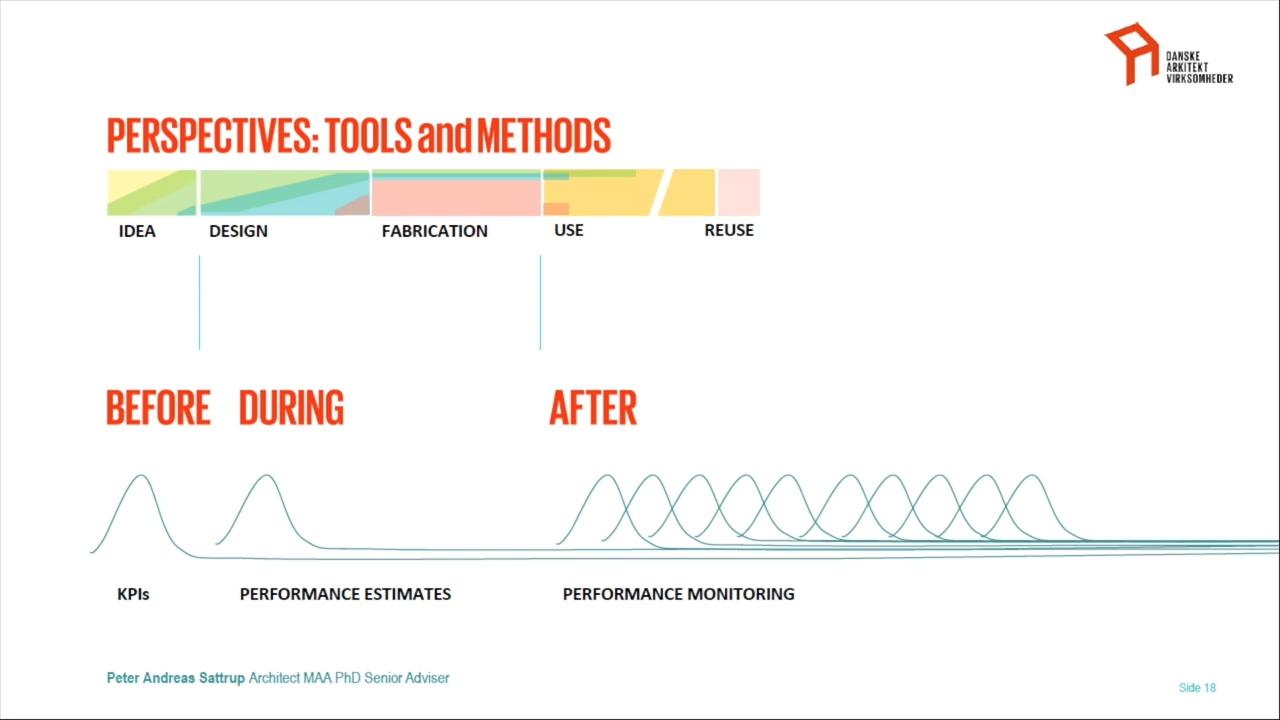 DANSKE
ARKITEKT
VIRKSOMHEDER
PERSPECTIVES: TOOLS and METHODS
IDEA DESIGN FABRICATION USE REUSE
BEFORE DURING AFTER
KPIs PERFORMANCE ESTIMATES PERFORMANCE MONITORING
Peter Andreas Sattrup Architect MAA PhD Senior Adviser
Side 18